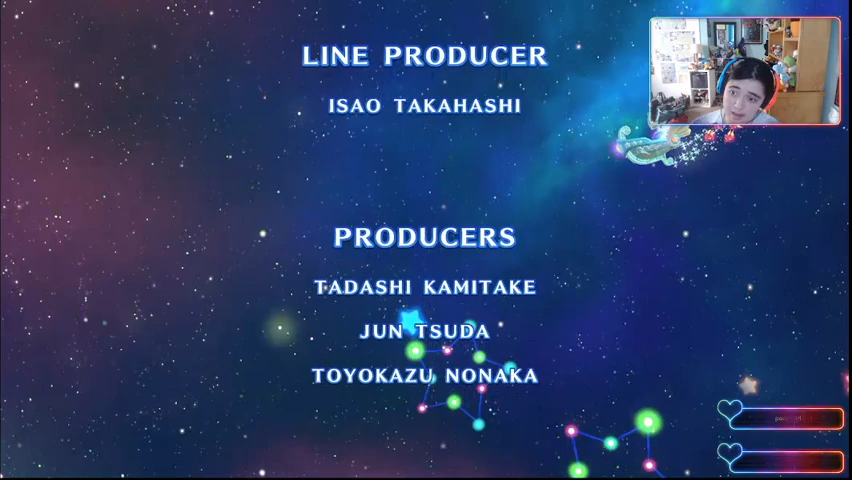 LINE PRODUCER
ISAO TAKAHASHI
PRODUCERS
TADASHI KAMITAKE
JUN TSUDA
TOYOKAZU NONAKA